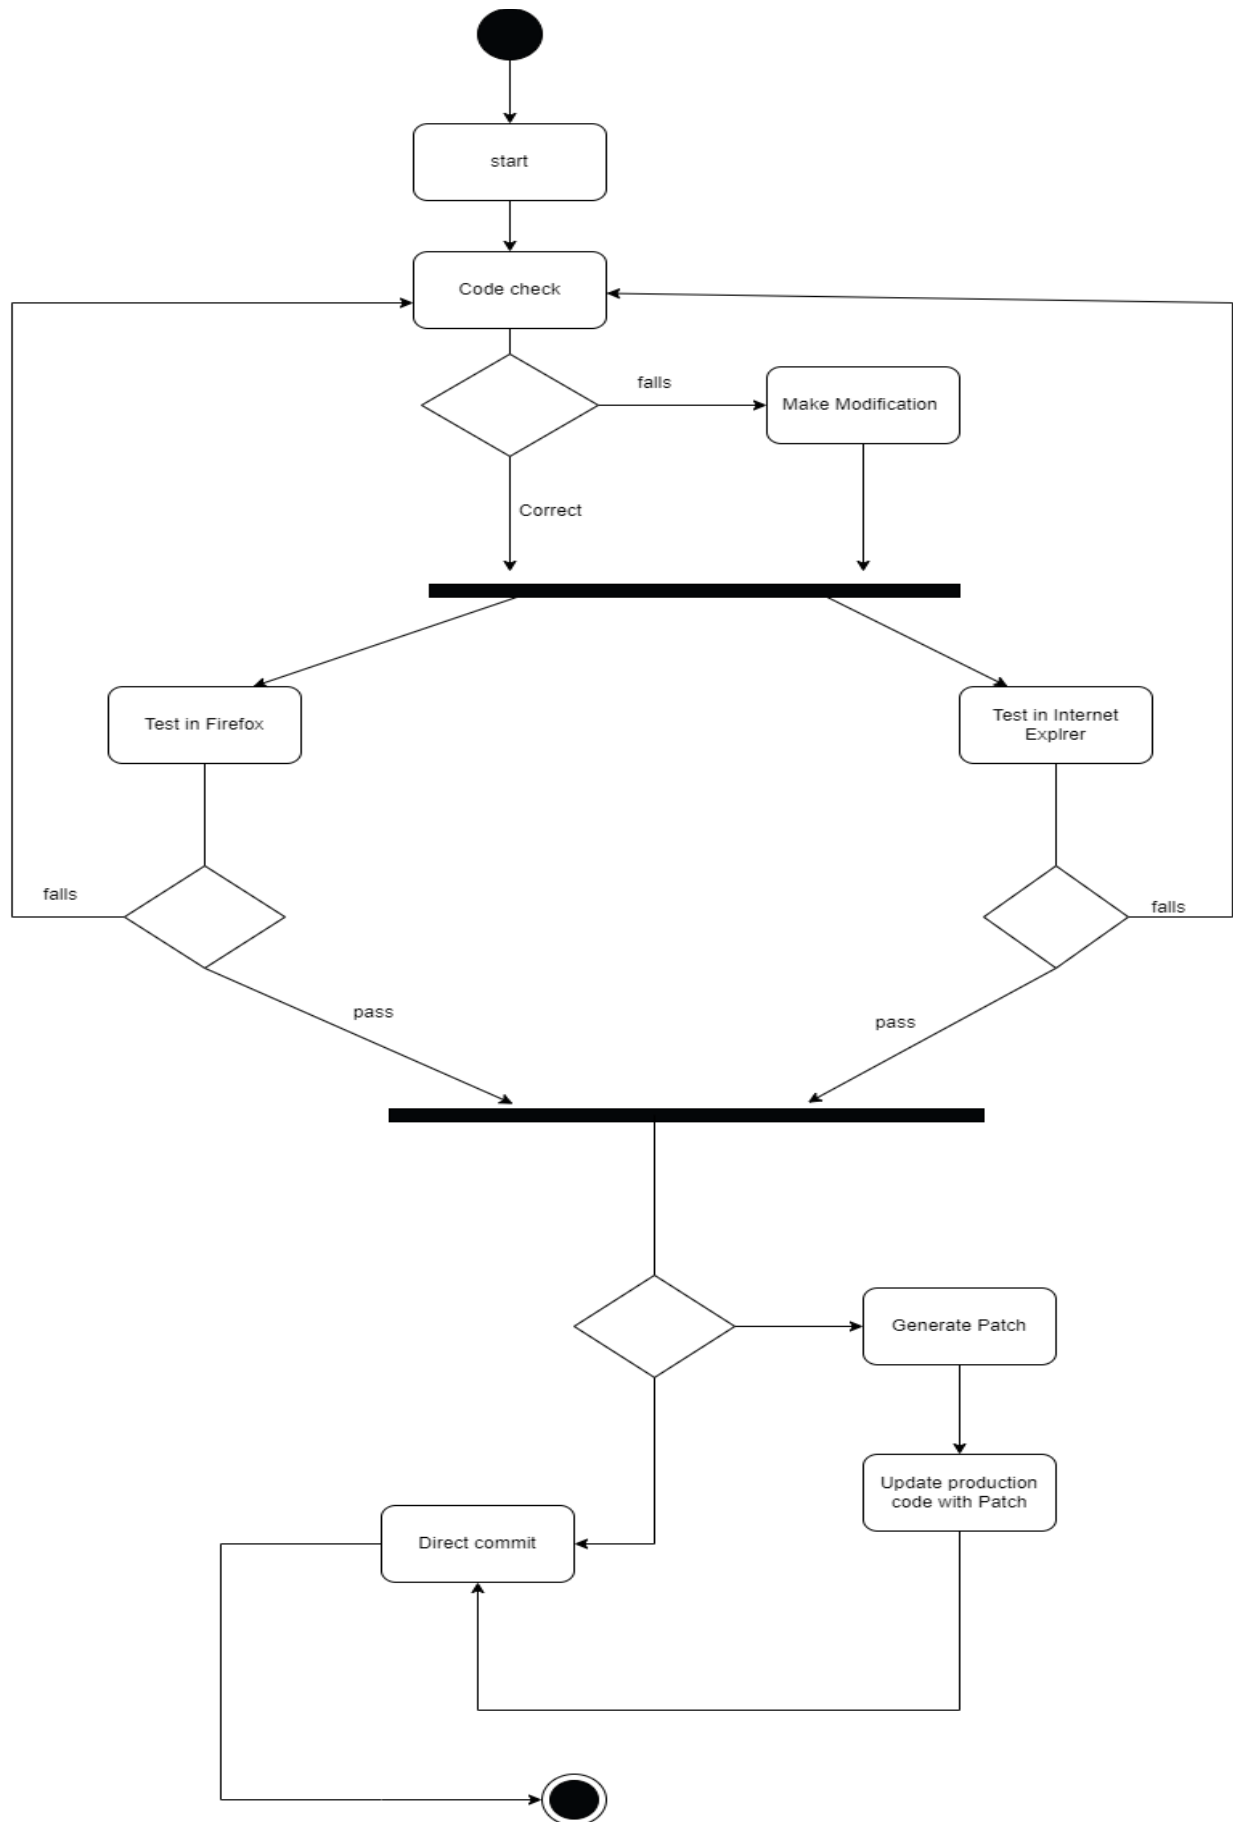 start
Code check
falls
Make Modification
Correct
Test in Firefox
Test in Internet
Explrer
falls
falls
pass
pass
Generate Patch
Update production
code with Patch
Direct commit